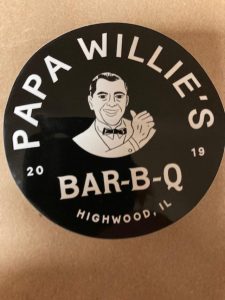 PAPA WILLIE'S
20 19
BAR-B-Q
HIGHWOOD, IL